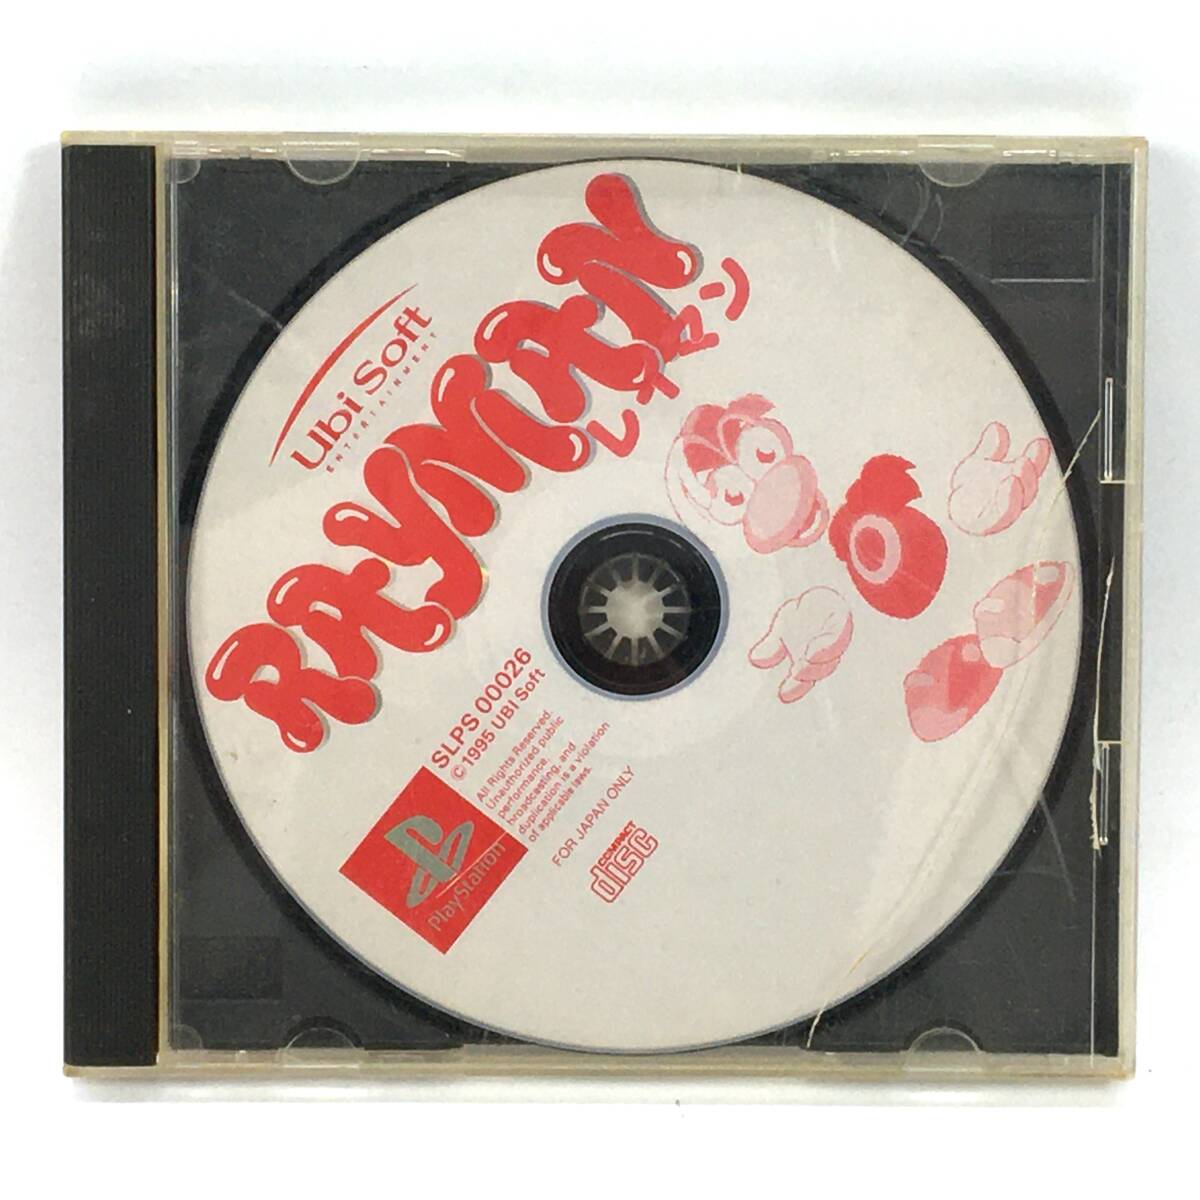 Ubi Soft
ENTERTAINMENT
RAYMAN
レイマン
SLPS 00026
©1995 UBI Soft
All Rights Reserved.
Unauthorized public
performance,
broadcasting, and
duplication is a violation
of applicable laws.
FOR JAPAN ONLY
PlayStation
COMPACT
disc